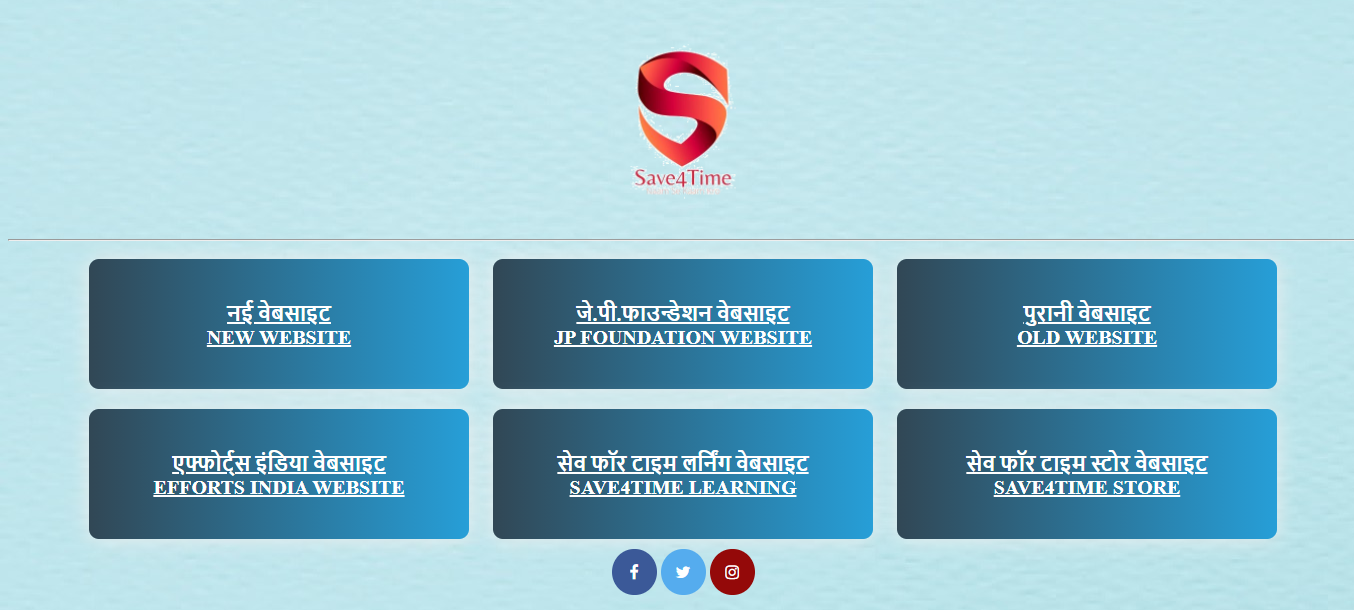 Save4Time
नई वेबसाइट
NEW WEBSITE
जे.पी.फाउन्डेशन वेबसाइट
JP FOUNDATION WEBSITE
पुरानी वेबसाइट
OLD WEBSITE
एफ्फोर्ट्स इंडिया वेबसाइट
EFFORTS INDIA WEBSITE
सेव फॉर टाइम लर्निंग वेबसाइट
SAVE4TIME LEARNING
सेव फॉर टाइम स्टोर वेबसाइट
SAVE4TIME STORE